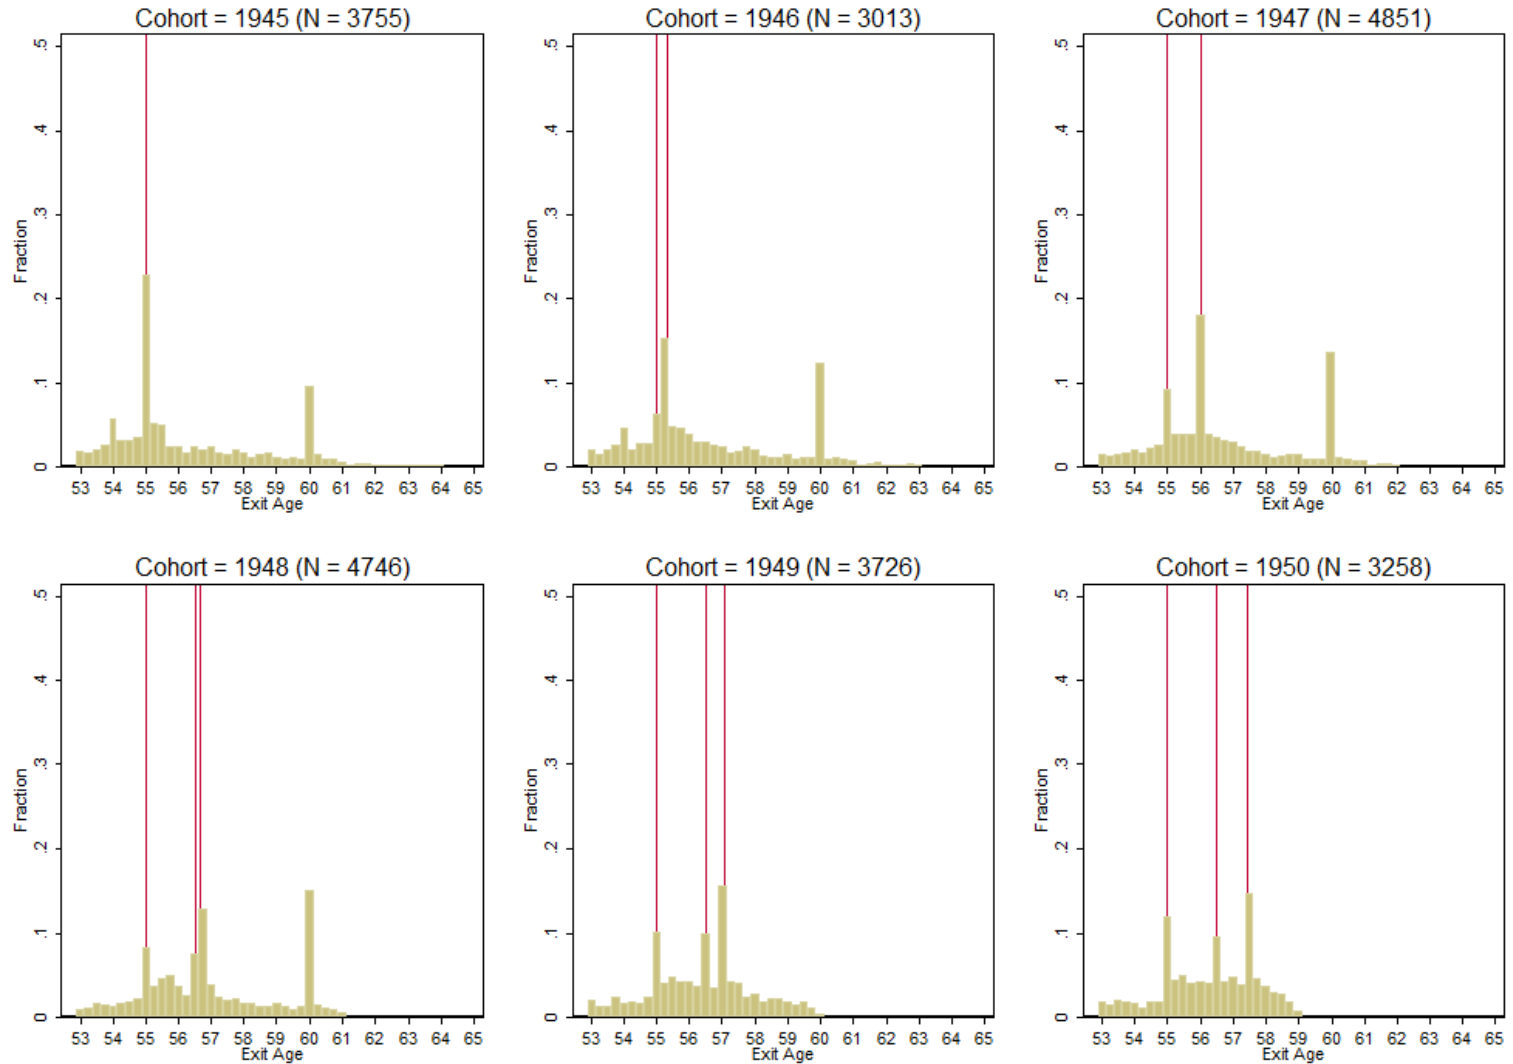 Cohort = 1945 (N = 3755)
.5
.4
.3
.2
.1
0
Fraction
53 54 55 56 57 58 59 60 61 62 63 64 65
Exit Age
Cohort = 1946 (N = 3013)
.5
.4
.3
.2
.1
0
Fraction
53 54 55 56 57 58 59 60 61 62 63 64 65
Exit Age
Cohort = 1947 (N = 4851)
.5
.4
.3
.2
.1
0
Fraction
53 54 55 56 57 58 59 60 61 62 63 64 65
Exit Age
Cohort = 1948 (N = 4746)
.5
.4
.3
.2
.1
0
Fraction
53 54 55 56 57 58 59 60 61 62 63 64 65
Exit Age
Cohort = 1949 (N = 3726)
.5
.4
.3
.2
.1
0
Fraction
53 54 55 56 57 58 59 60 61 62 63 64 65
Exit Age
Cohort = 1950 (N = 3258)
.5
.4
.3
.2
.1
0
Fraction
53 54 55 56 57 58 59 60 61 62 63 64 65
Exit Age